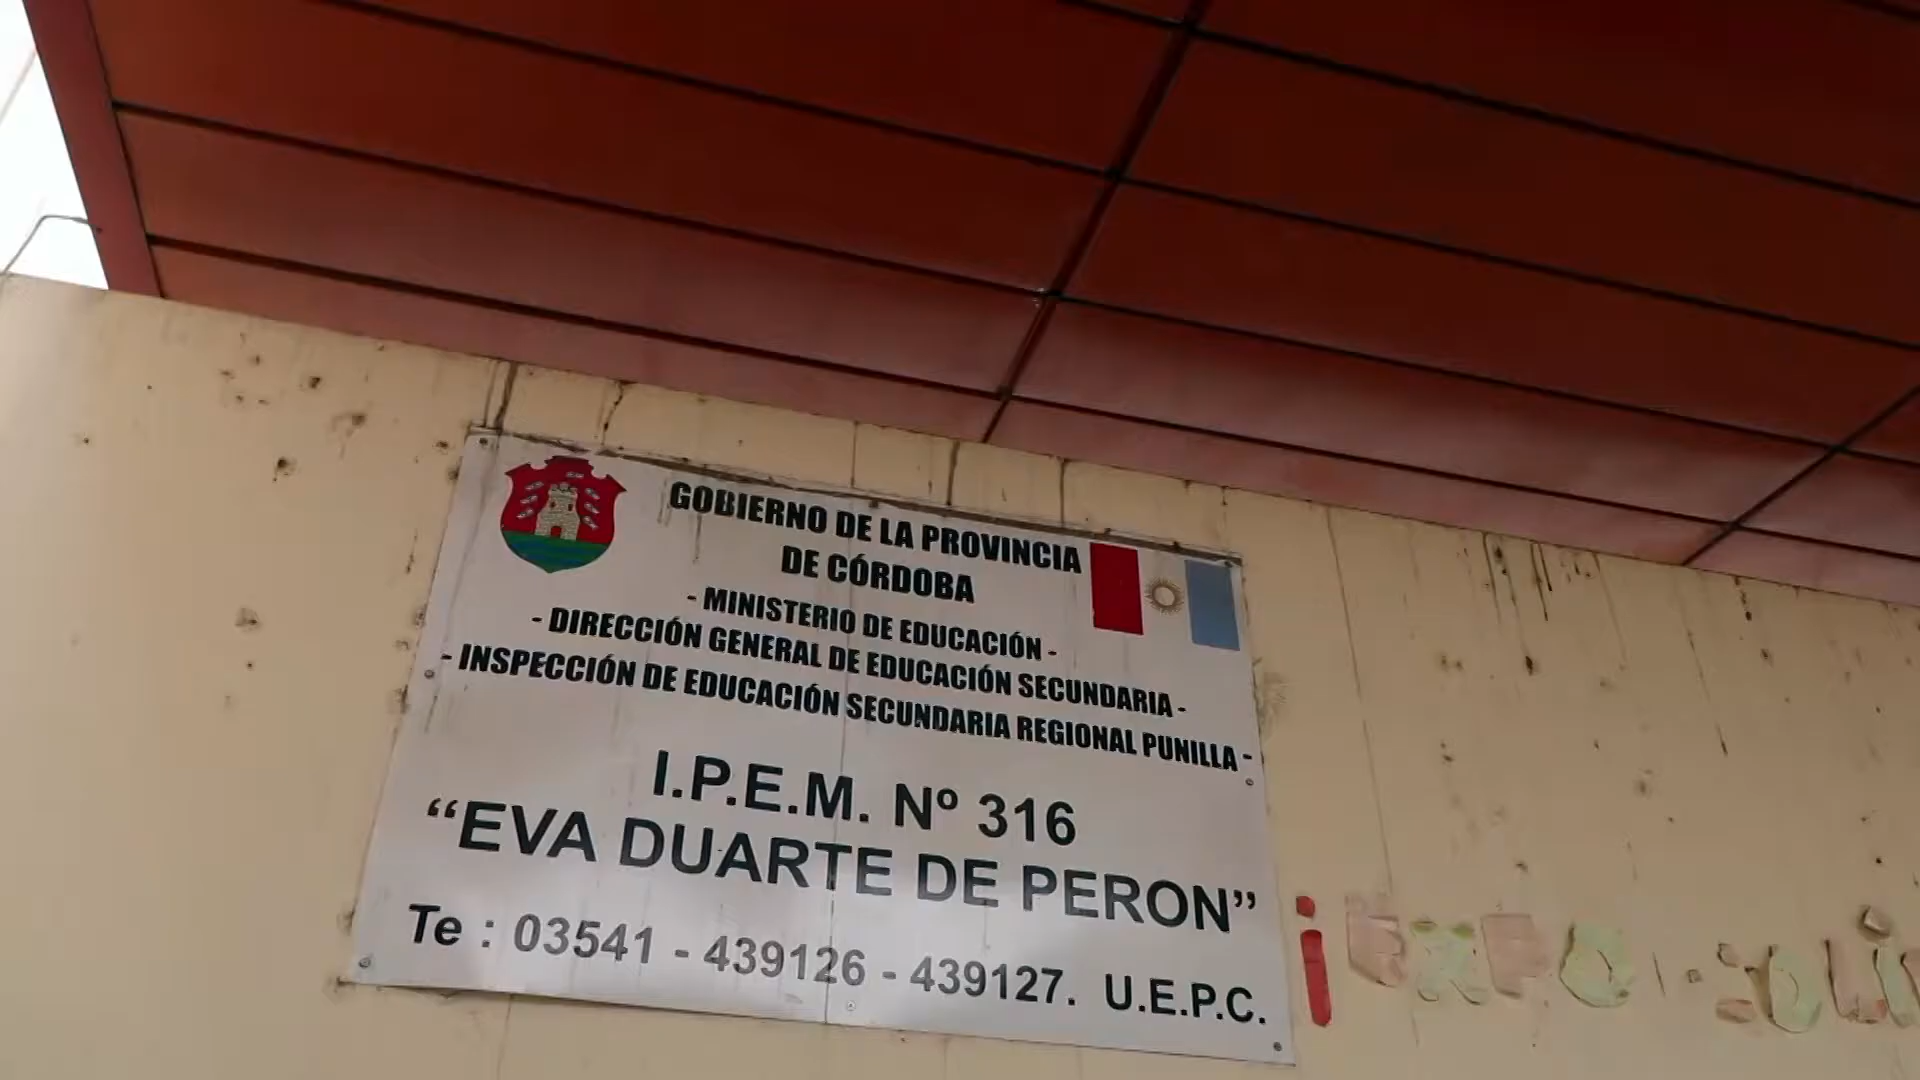 GOBIERNO DE LA PROVINCIA
DE CÓRDOBA
- MINISTERIO DE EDUCACIÓN -
- DIRECCIÓN GENERAL DE EDUCACIÓN SECUNDARIA -
- INSPECCIÓN DE EDUCACIÓN SECUNDARIA REGIONAL PUNILLA -
I.P.E.M. Nº 316
“EVA DUARTE DE PERON”
Te : 03541 - 439126 - 439127. U.E.P.C.